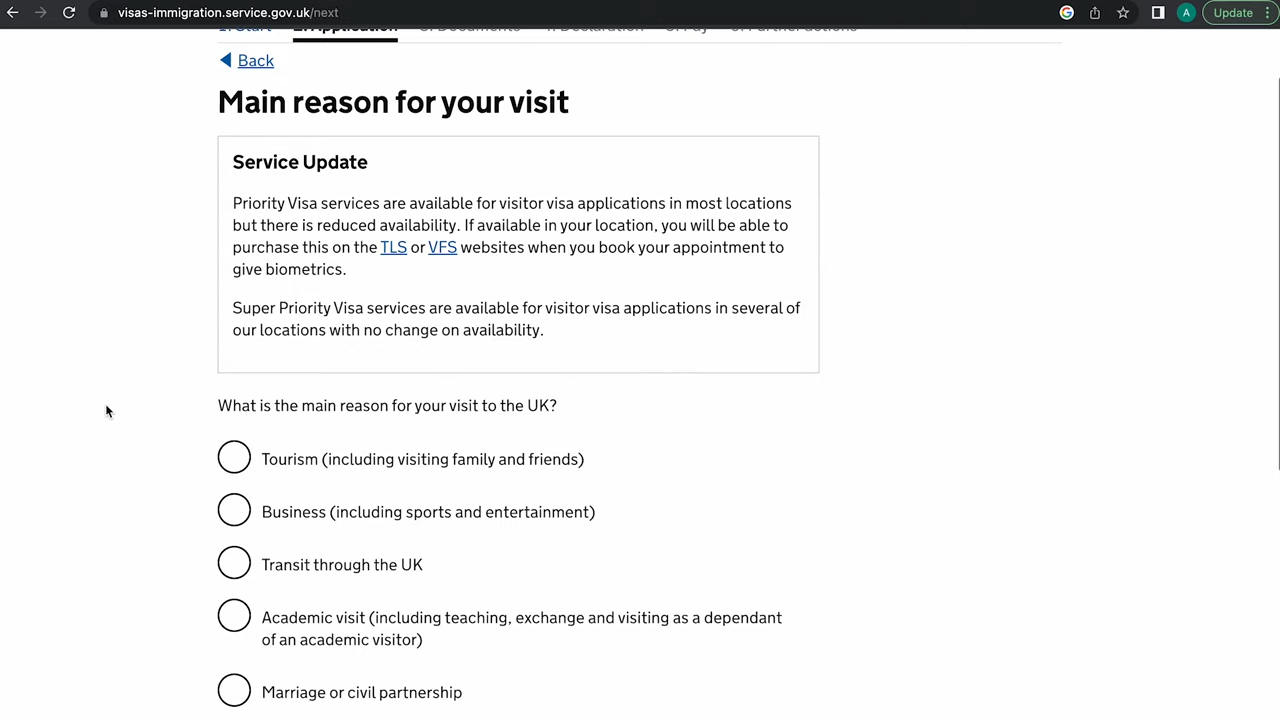 visas-immigration.service.gov.uk/next
A
Update
2. Application
Back
Main reason for your visit
Service Update
Priority Visa services are available for visitor visa applications in most locations
but there is reduced availability. If available in your location, you will be able to
purchase this on the TLS or VFS websites when you book your appointment to
give biometrics.
Super Priority Visa services are available for visitor visa applications in several of
our locations with no change on availability.
What is the main reason for your visit to the UK?
Tourism (including visiting family and friends)
Business (including sports and entertainment)
Transit through the UK
Academic visit (including teaching, exchange and visiting as a dependant
of an academic visitor)
Marriage or civil partnership